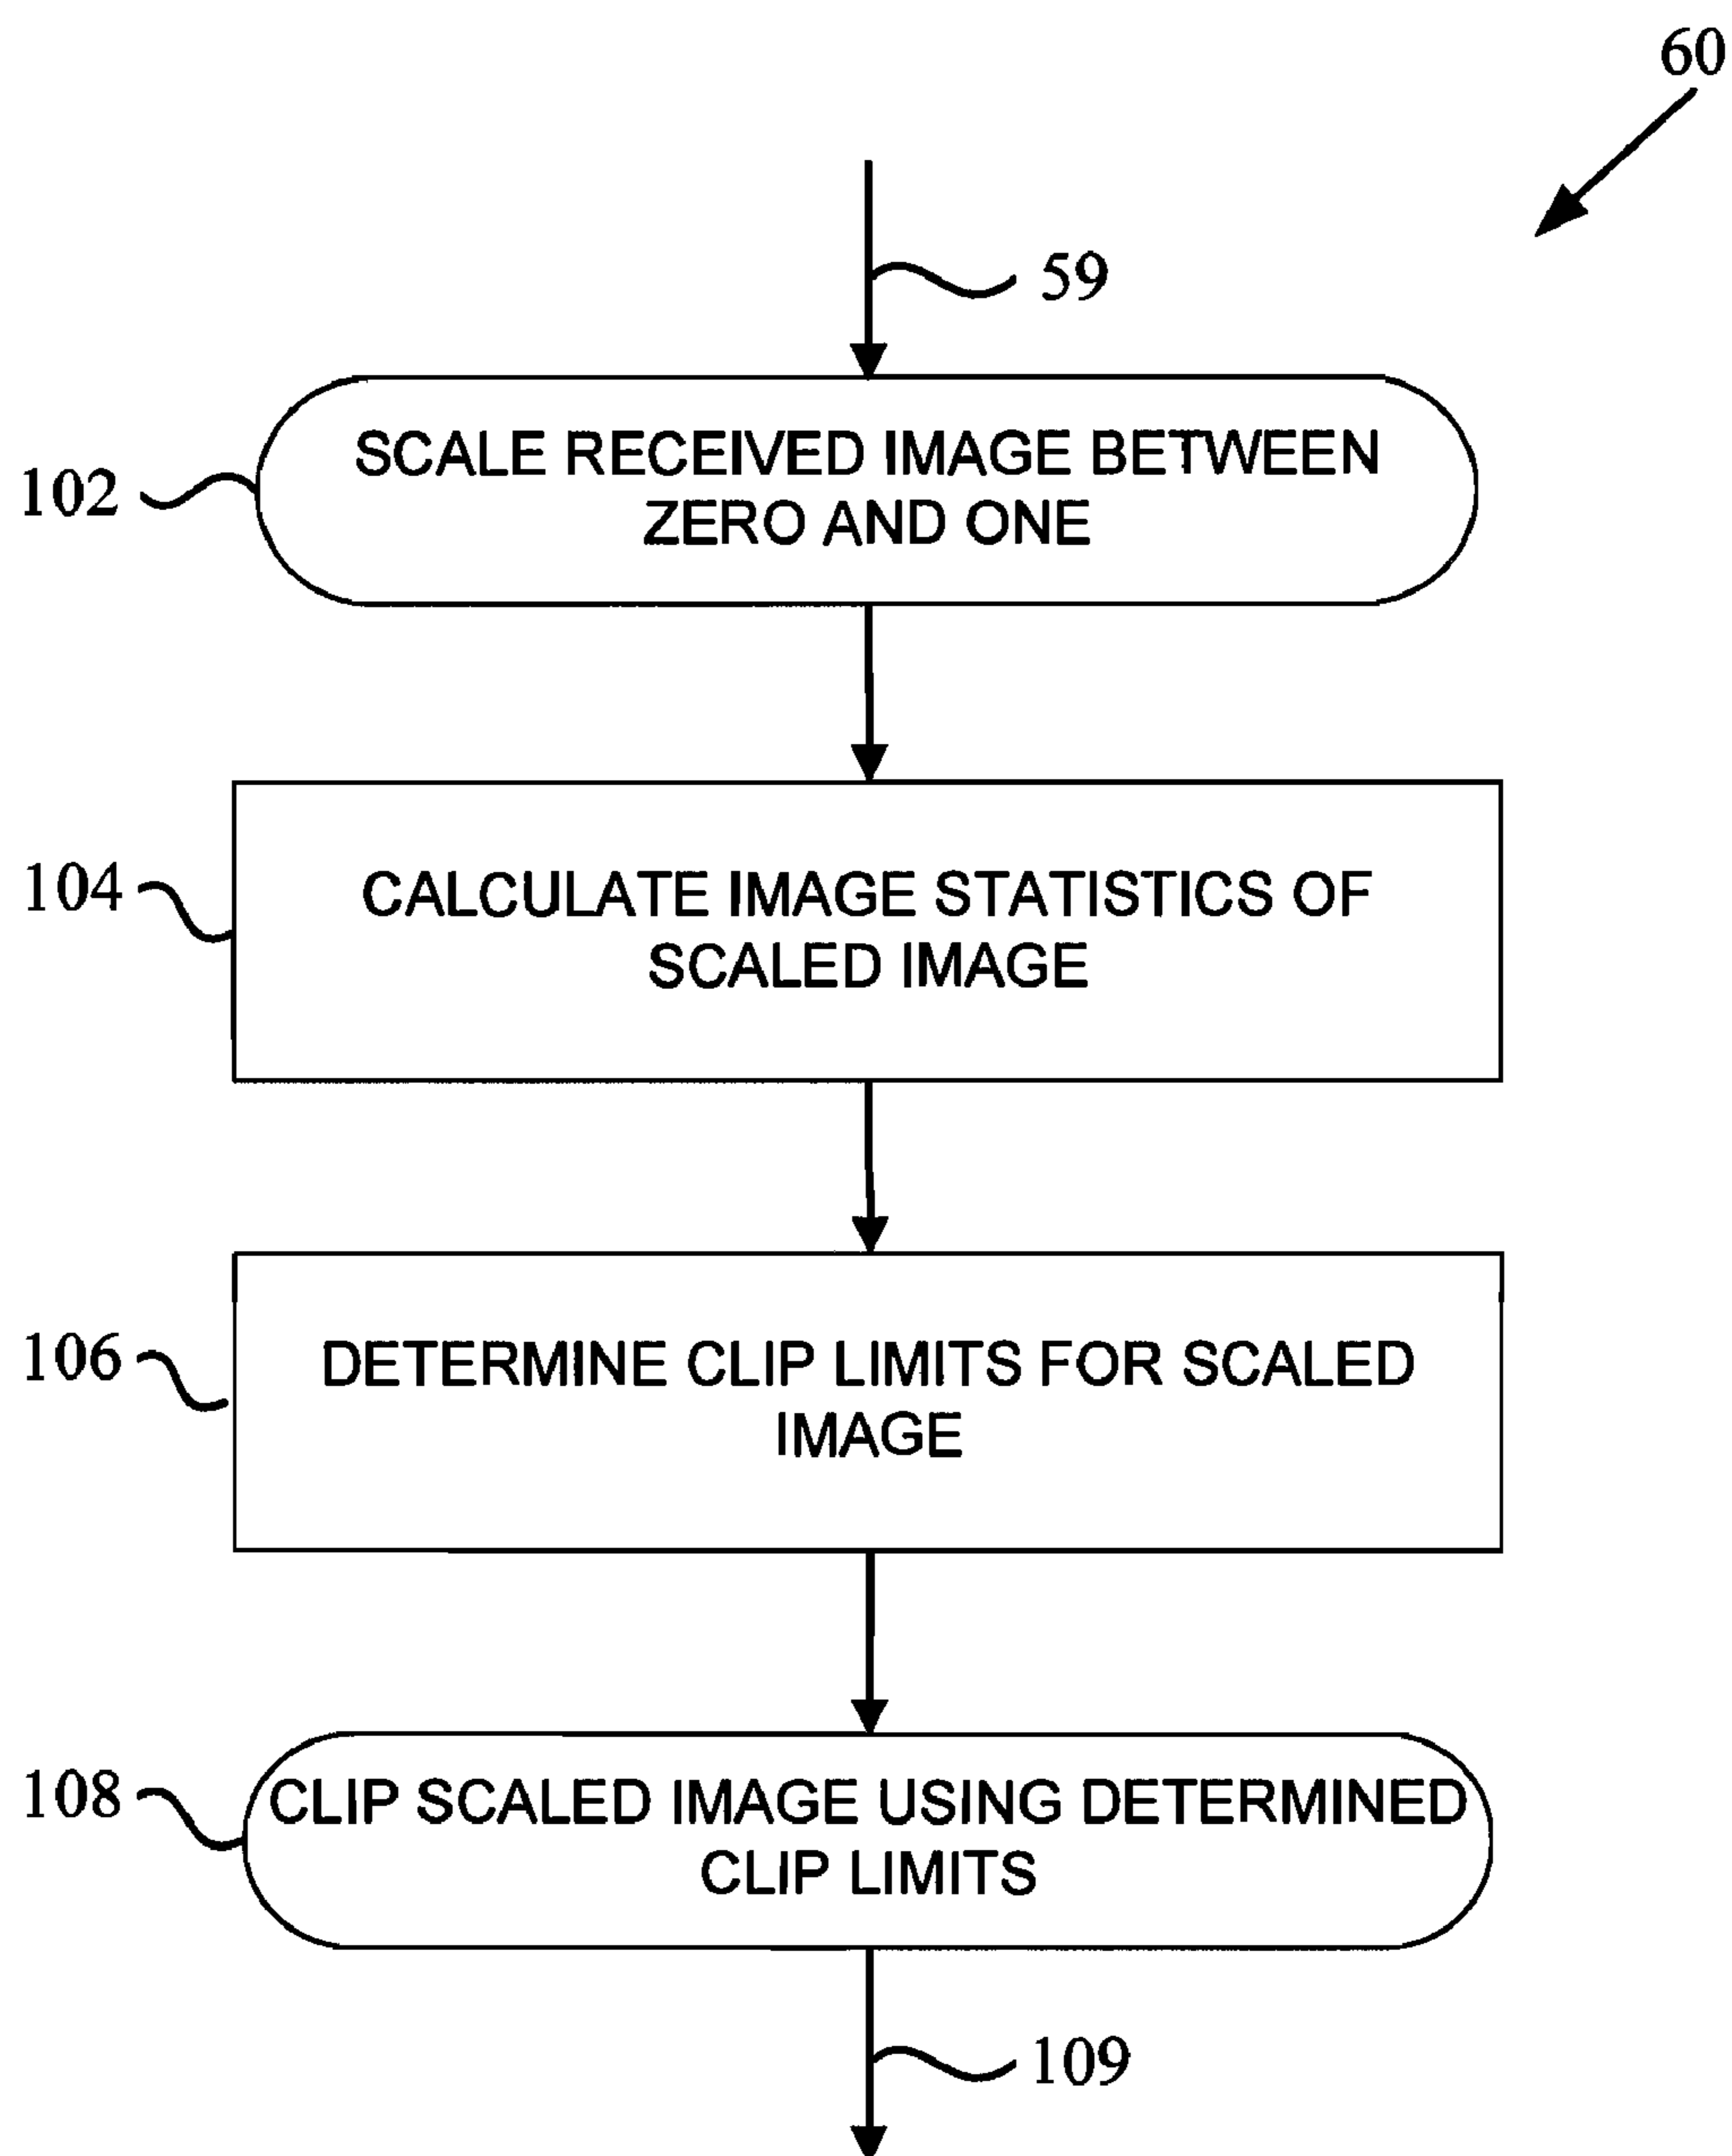 60
59
102
SCALE RECEIVED IMAGE BETWEEN
ZERO AND ONE
104
CALCULATE IMAGE STATISTICS OF
SCALED IMAGE
106
DETERMINE CLIP LIMITS FOR SCALED
IMAGE
108
CLIP SCALED IMAGE USING DETERMINED
CLIP LIMITS
109